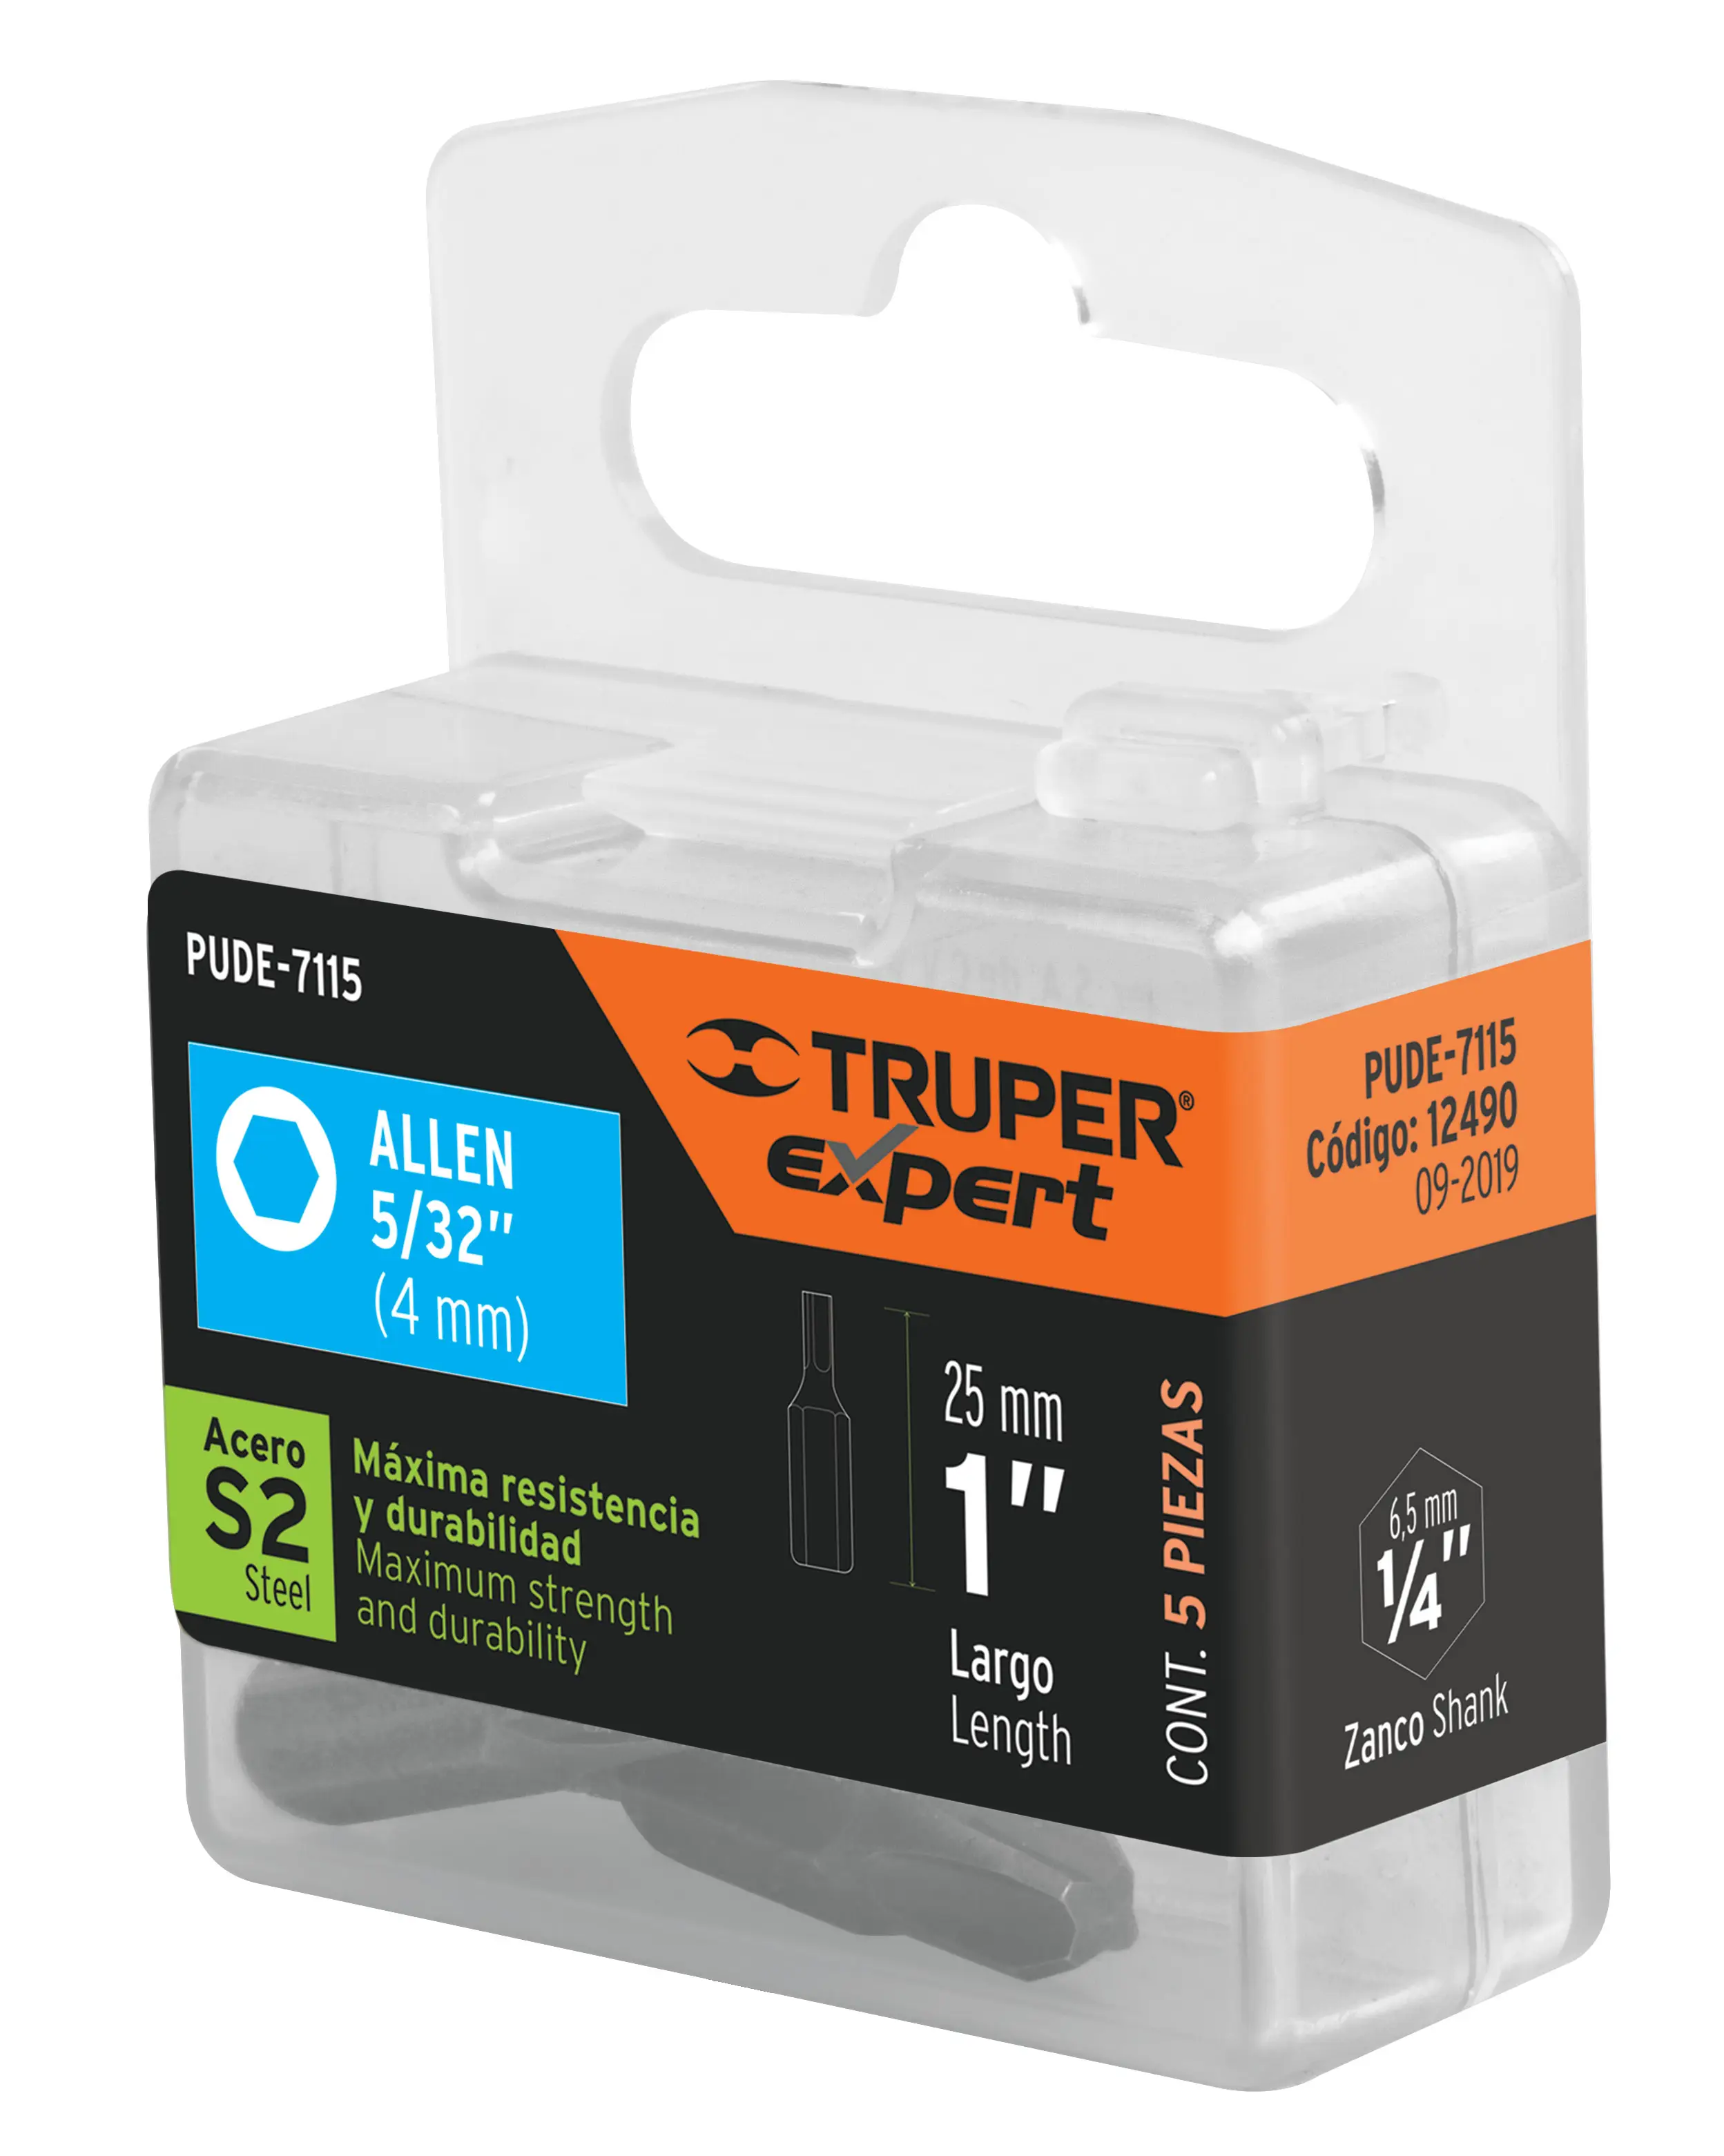 PUDE-7115
ALLEN
5/32"
(4 mm)
Acero
S2
Steel
Máxima resistencia
y durabilidad
Maximum strength
and durability
TRUPER®
expert
25 mm
1"
Largo
Length
CONT. 5 PIEZAS
PUDE-7115
Código: 12490
09-2019
6,5 mm
1/4"
Zanco Shank